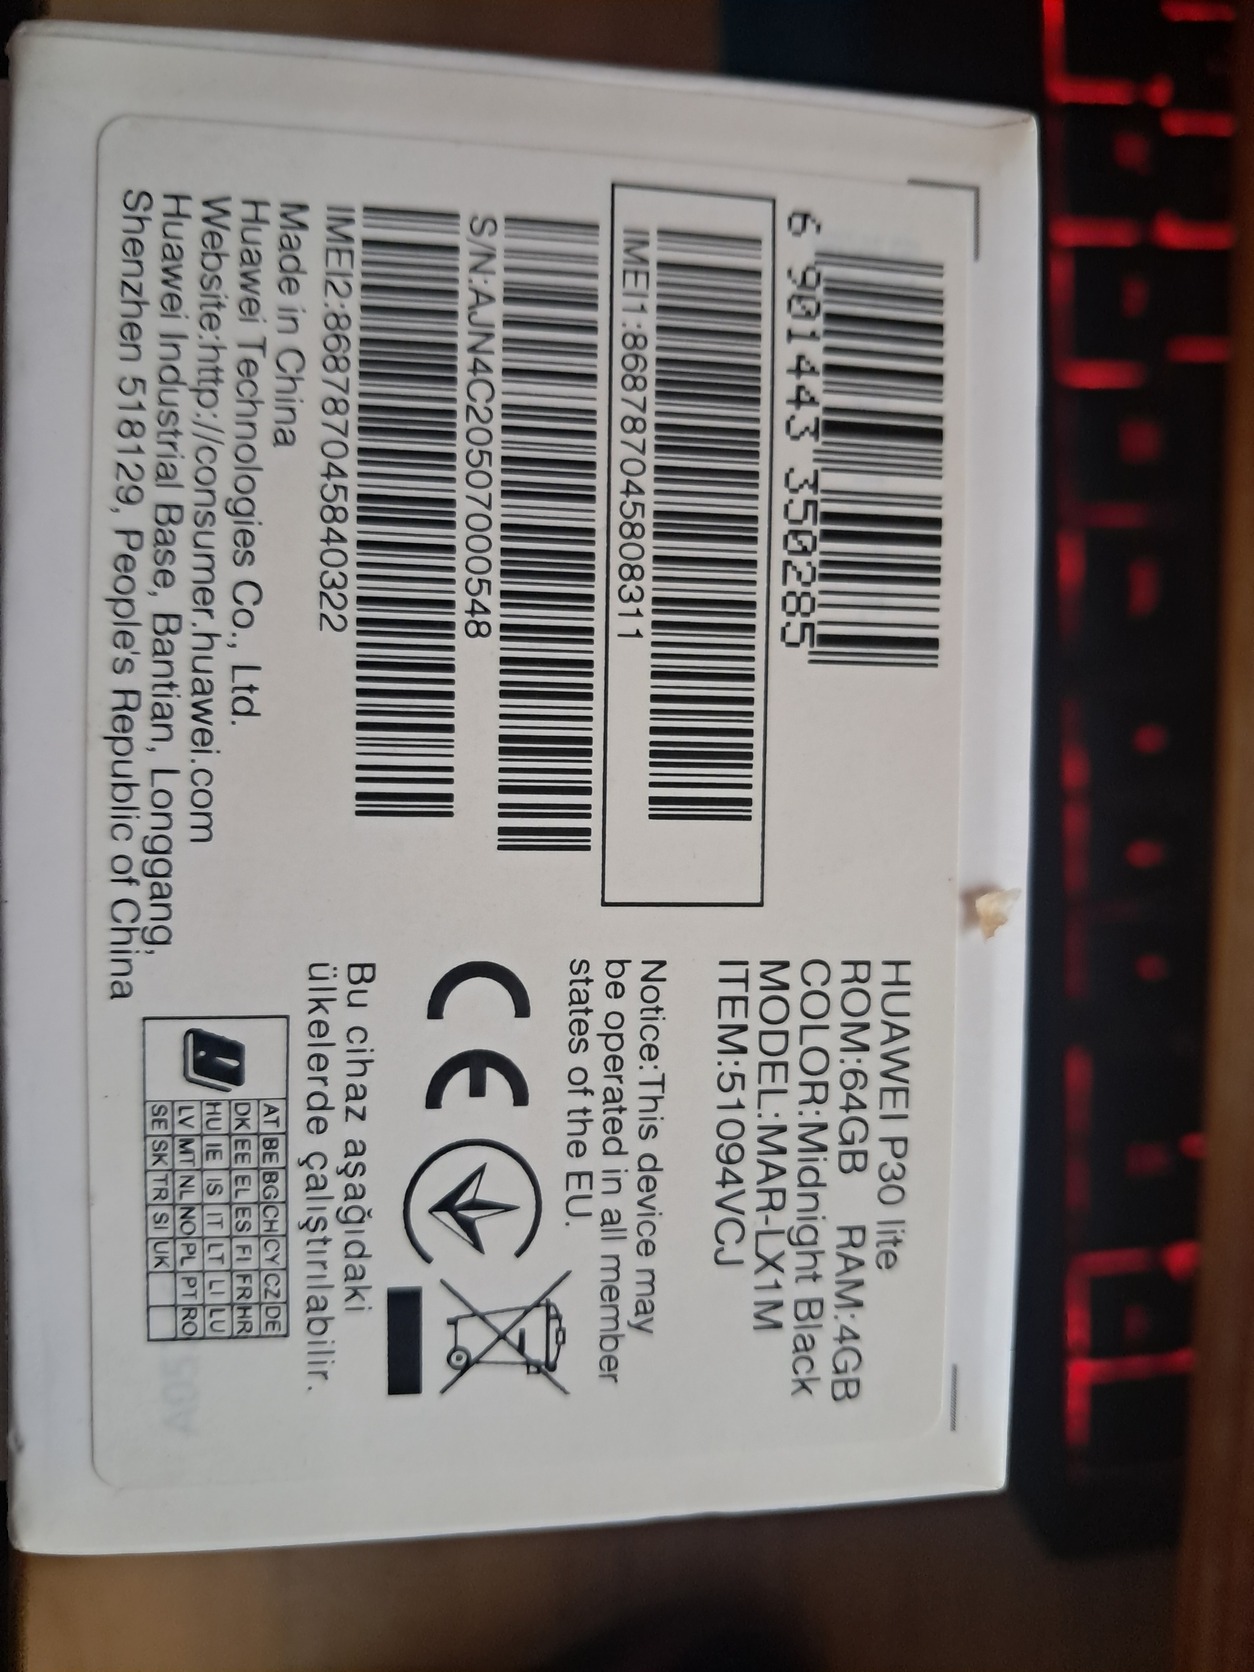 6 901443 350285
IMEI1:868787045808311
S/N:AJN4C20507000548
IMEI2:868787045840322
Made in China
Huawei Technologies Co., Ltd.
Website:http://consumer.huawei.com
Huawei Industrial Base, Bantian, Longgang,
Shenzhen 518129, People's Republic of China
HUAWEI P30 lite
ROM:64GB RAM:4GB
COLOR:Midnight Black
MODEL:MAR-LX1M
ITEM:51094VCJ
Notice:This device may
be operated in all member
states of the EU.
CE
Bu cihaz aşağıdaki
ülkelerde çalıştırılabilir.
AT BE BG CH CY CZ DE
DK EE EL ES FI FR HR
HU IE IS IT LT LI LU
LV MT NL NO PL PT RO
SE SK TR SI UK